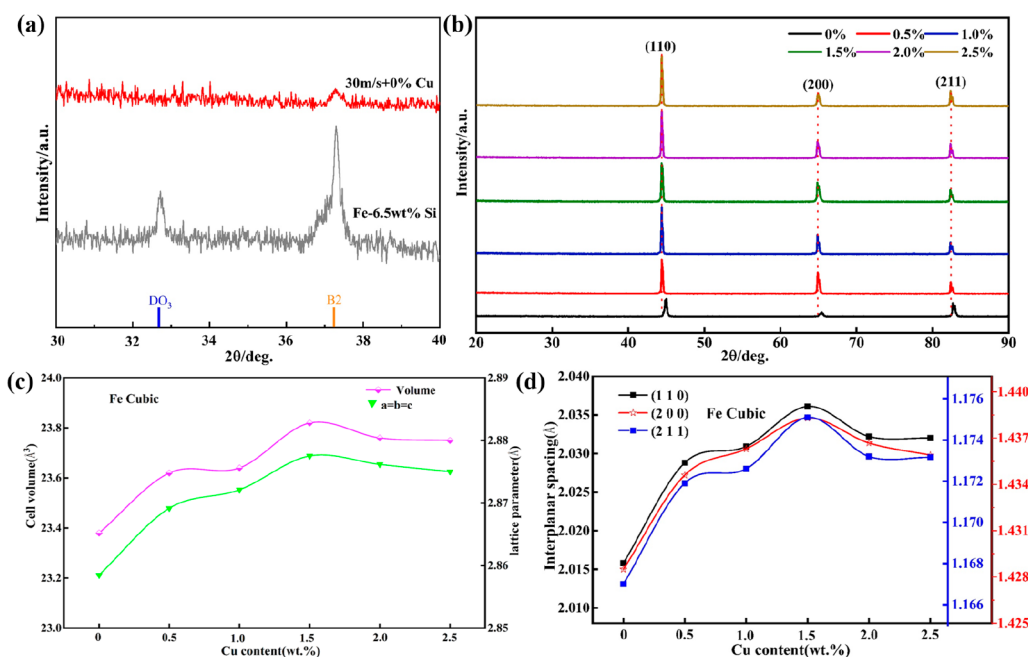 (a)
30m/s+0% Cu
Fe-6.5wt% Si
DO3
B2
Intensity/a.u.
30 32 34 36 38 40
2θ/deg.
(b)
0% 0.5% 1.0%
1.5% 2.0% 2.5%
(110)
(200)
(211)
Intensity/a.u.
20 30 40 50 60 70 80 90
2θ/deg.
(c)
Fe Cubic
Volume
a=b=c
24.0
23.8
23.6
23.4
23.2
23.0
Cell volume(Å³)
2.89
2.88
2.87
2.86
2.85
lattice parameter(Å)
0 0.5 1.0 1.5 2.0 2.5
Cu content(wt.%)
(d)
(1 1 0)
(2 0 0) Fe Cubic
(2 1 1)
2.040
2.035
2.030
2.025
2.020
2.015
2.010
Interplanar spacing(Å)
1.176
1.174
1.172
1.170
1.168
1.166
1.440
1.437
1.434
1.431
1.428
1.425
0 0.5 1.0 1.5 2.0 2.5
Cu content(wt.%)